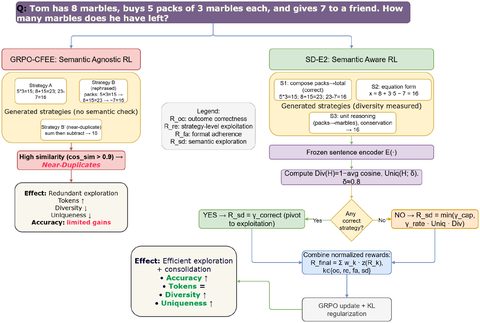 Q: Tom has 8 marbles, buys 5 packs of 3 marbles each, and gives 7 to a friend. How
many marbles does he have left?
GRPO-CFEE: Semantic Agnostic RL
Strategy A
5*3=15; 8+15=23; 23-
7=16
Strategy B
(rephrased)
packs: 5×3=15 →
8+15=23 → −7=15
Generated strategies (no semantic check)
Strategy B' (near-duplicate)
sum then subtract → 15
High similarity (cos_sim > 0.9) →
Near-Duplicates
Effect: Redundant exploration
Tokens ↑
Diversity ↓
Uniqueness ↓
Accuracy: limited gains
Legend:
R_oc: outcome correctness
R_re: strategy-level exploitation
R_fa: format adherence
R_sd: semantic exploration
SD-E2: Semantic Aware RL
S1: compose packs→total
(correct)
5*3=15; 8+15=23; 23-7=16
S2: equation form
x = 8 + 3·5 − 7 = 16
Generated strategies (diversity measured)
S3: unit reasoning
(packs→marbles), conservation
→ 16
Frozen sentence encoder E(·)
Compute Div(H)=1−avg cosine, Uniq(H; δ),
δ≈0.8
Any
correct
strategy?
Yes
No
YES → R_sd = γ_correct (pivot
to exploitation)
NO → R_sd = min(γ_cap,
γ_rate · Uniq · Div)
Combine normalized rewards:
R_final = Σ w_k · z(R_k),
k∈{oc, re, fa, sd}
GRPO update + KL
regularization
Effect: Efficient exploration
+ consolidation
• Accuracy ↑
• Tokens =
• Diversity ↑
• Uniqueness ↑